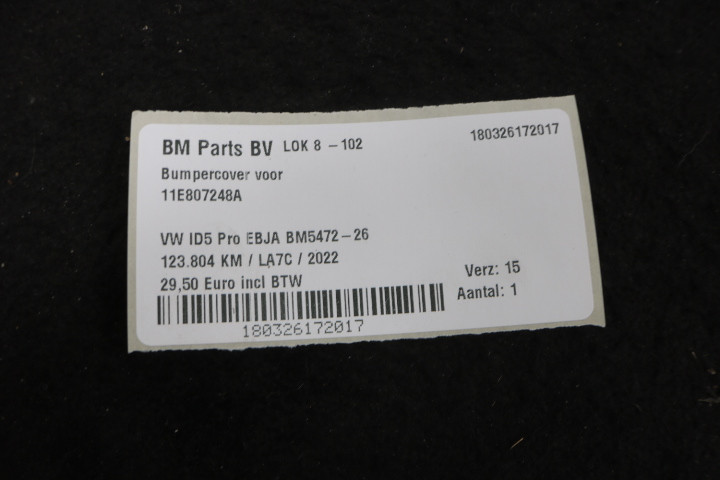 BM Parts BV LOK 8 - 102
180326172017
Bumpercover voor
11E807248A
VW ID5 Pro EBJA BM5472-26
123.804 KM / LA7C / 2022
29,50 Euro incl BTW
Verz: 15
Aantal: 1
180326172017